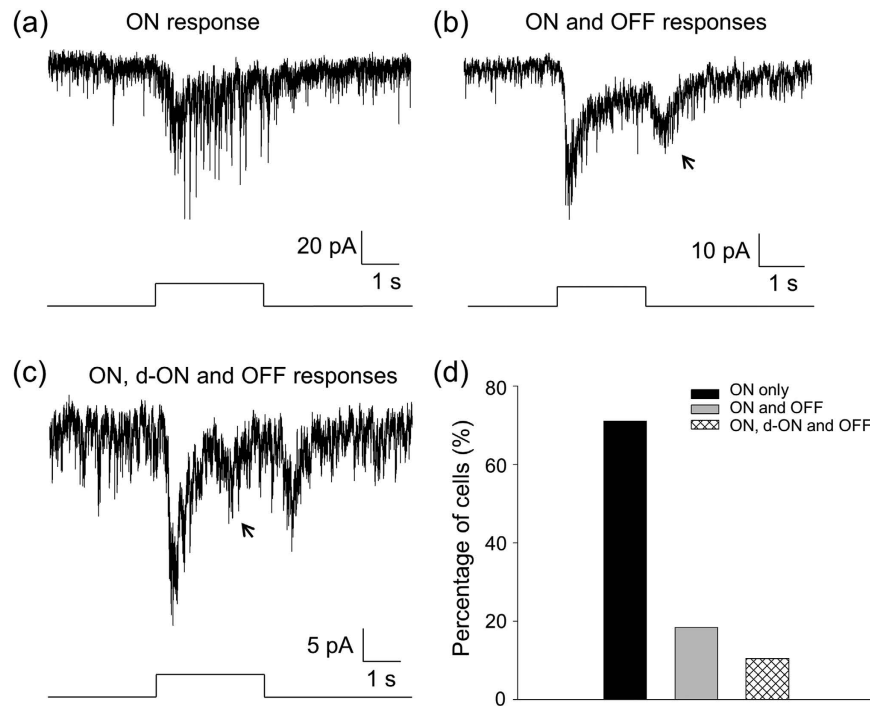 (a) ON response
20 pA
1 s
(b) ON and OFF responses
10 pA
1 s
(c) ON, d-ON and OFF responses
5 pA
1 s
(d)
Percentage of cells (%)
80
60
40
20
0
ON only
ON and OFF
ON, d-ON and OFF